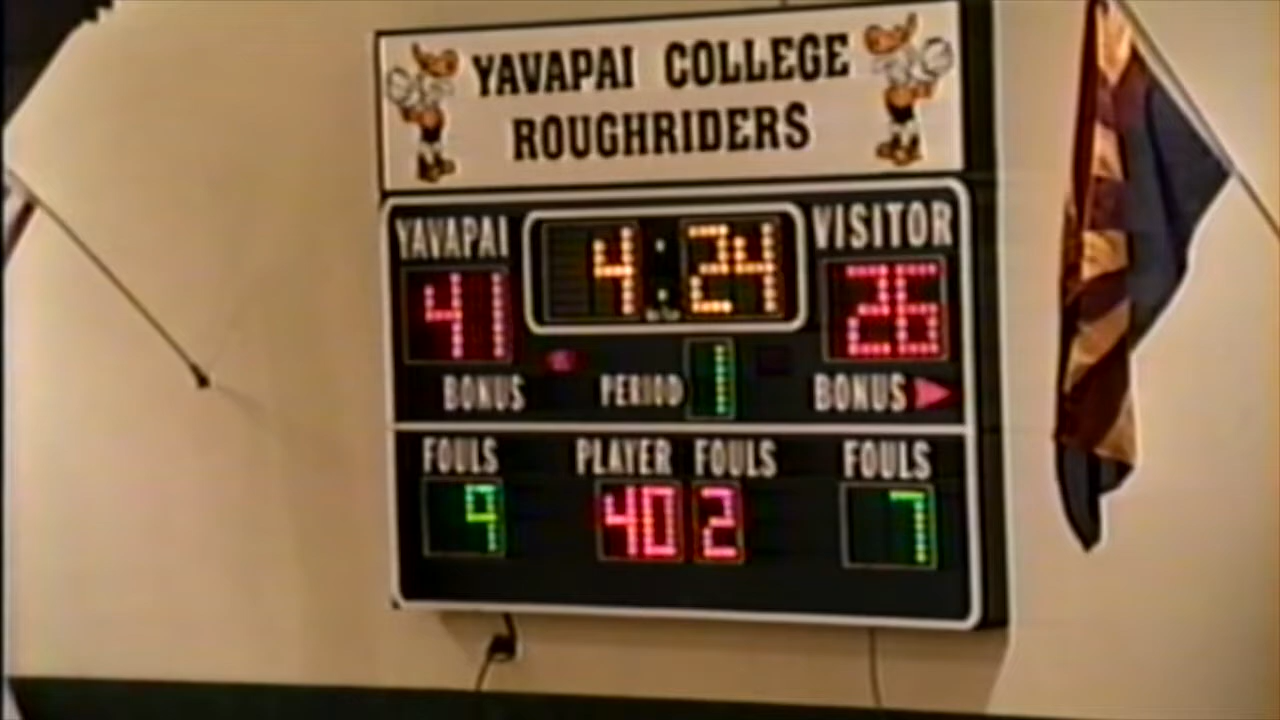 YAVAPAI COLLEGE
ROUGHRIDERS
YAVAPAI 4:24 VISITOR
41 26
BONUS PERIOD 1 BONUS
FOULS PLAYER FOULS FOULS
9 40 2 7